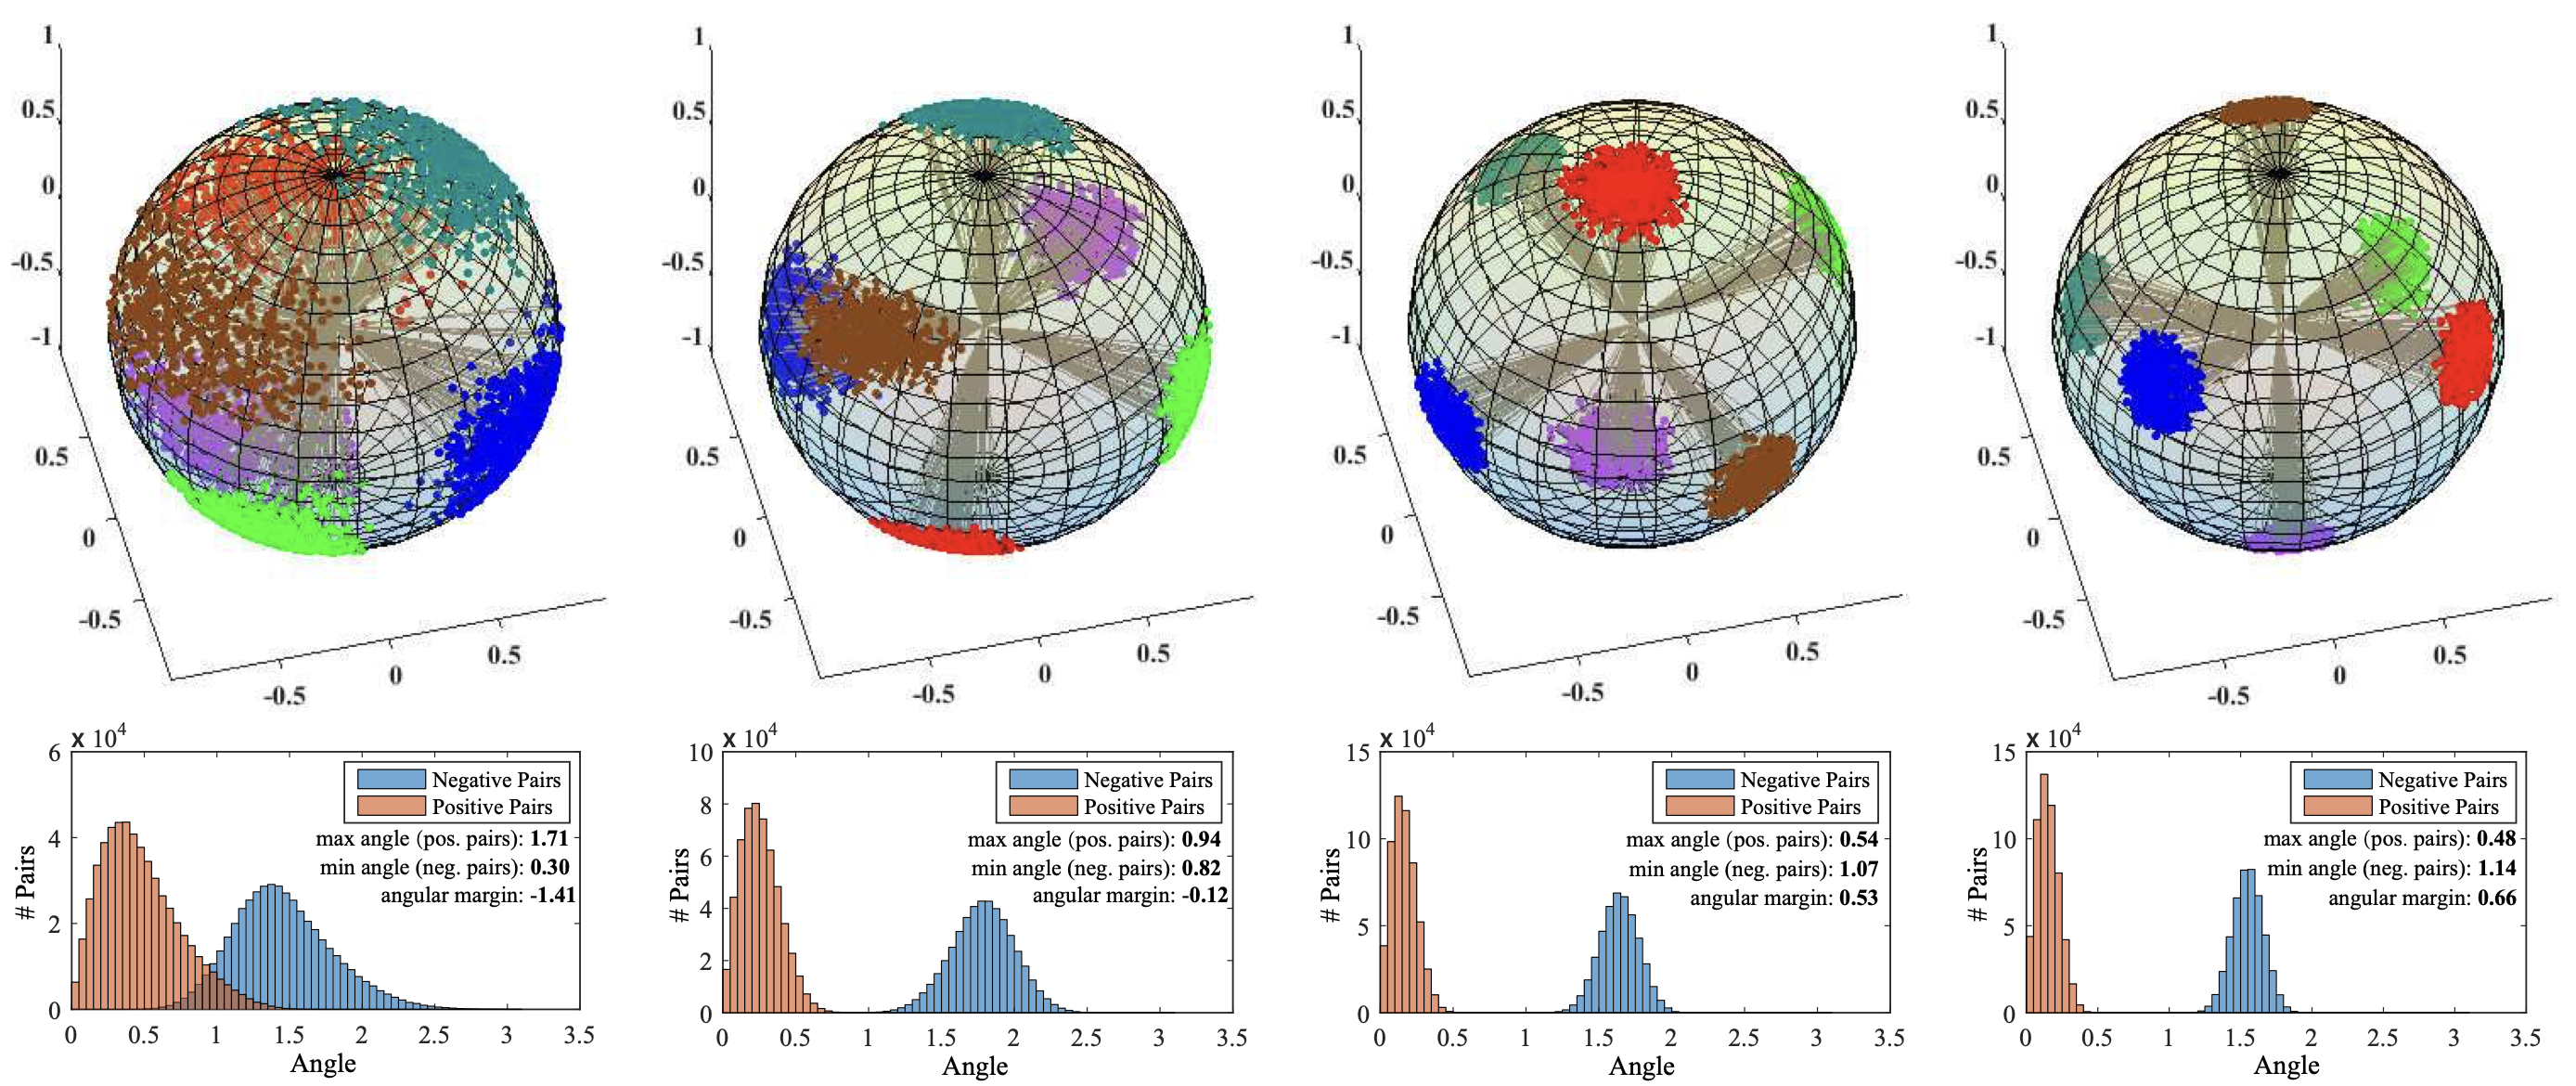 1
0.5
0
-0.5
-1
0.5
0
-0.5
-0.5
0
0.5
1
0.5
0
-0.5
-1
0.5
0
-0.5
-0.5
0
0.5
1
0.5
0
-0.5
-1
0.5
0
-0.5
-0.5
0
0.5
1
0.5
0
-0.5
-1
0.5
0
-0.5
-0.5
0
0.5
x 10^4
6
4
2
0
# Pairs
Negative Pairs
Positive Pairs
max angle (pos. pairs): 1.71
min angle (neg. pairs): 0.30
angular margin: -1.41
0 0.5 1 1.5 2 2.5 3 3.5
Angle
x 10^4
10
8
6
4
2
0
# Pairs
Negative Pairs
Positive Pairs
max angle (pos. pairs): 0.94
min angle (neg. pairs): 0.82
angular margin: -0.12
0 0.5 1 1.5 2 2.5 3 3.5
Angle
x 10^4
15
10
5
0
# Pairs
Negative Pairs
Positive Pairs
max angle (pos. pairs): 0.54
min angle (neg. pairs): 1.07
angular margin: 0.53
0 0.5 1 1.5 2 2.5 3 3.5
Angle
x 10^4
15
10
5
0
# Pairs
Negative Pairs
Positive Pairs
max angle (pos. pairs): 0.48
min angle (neg. pairs): 1.14
angular margin: 0.66
0 0.5 1 1.5 2 2.5 3 3.5
Angle